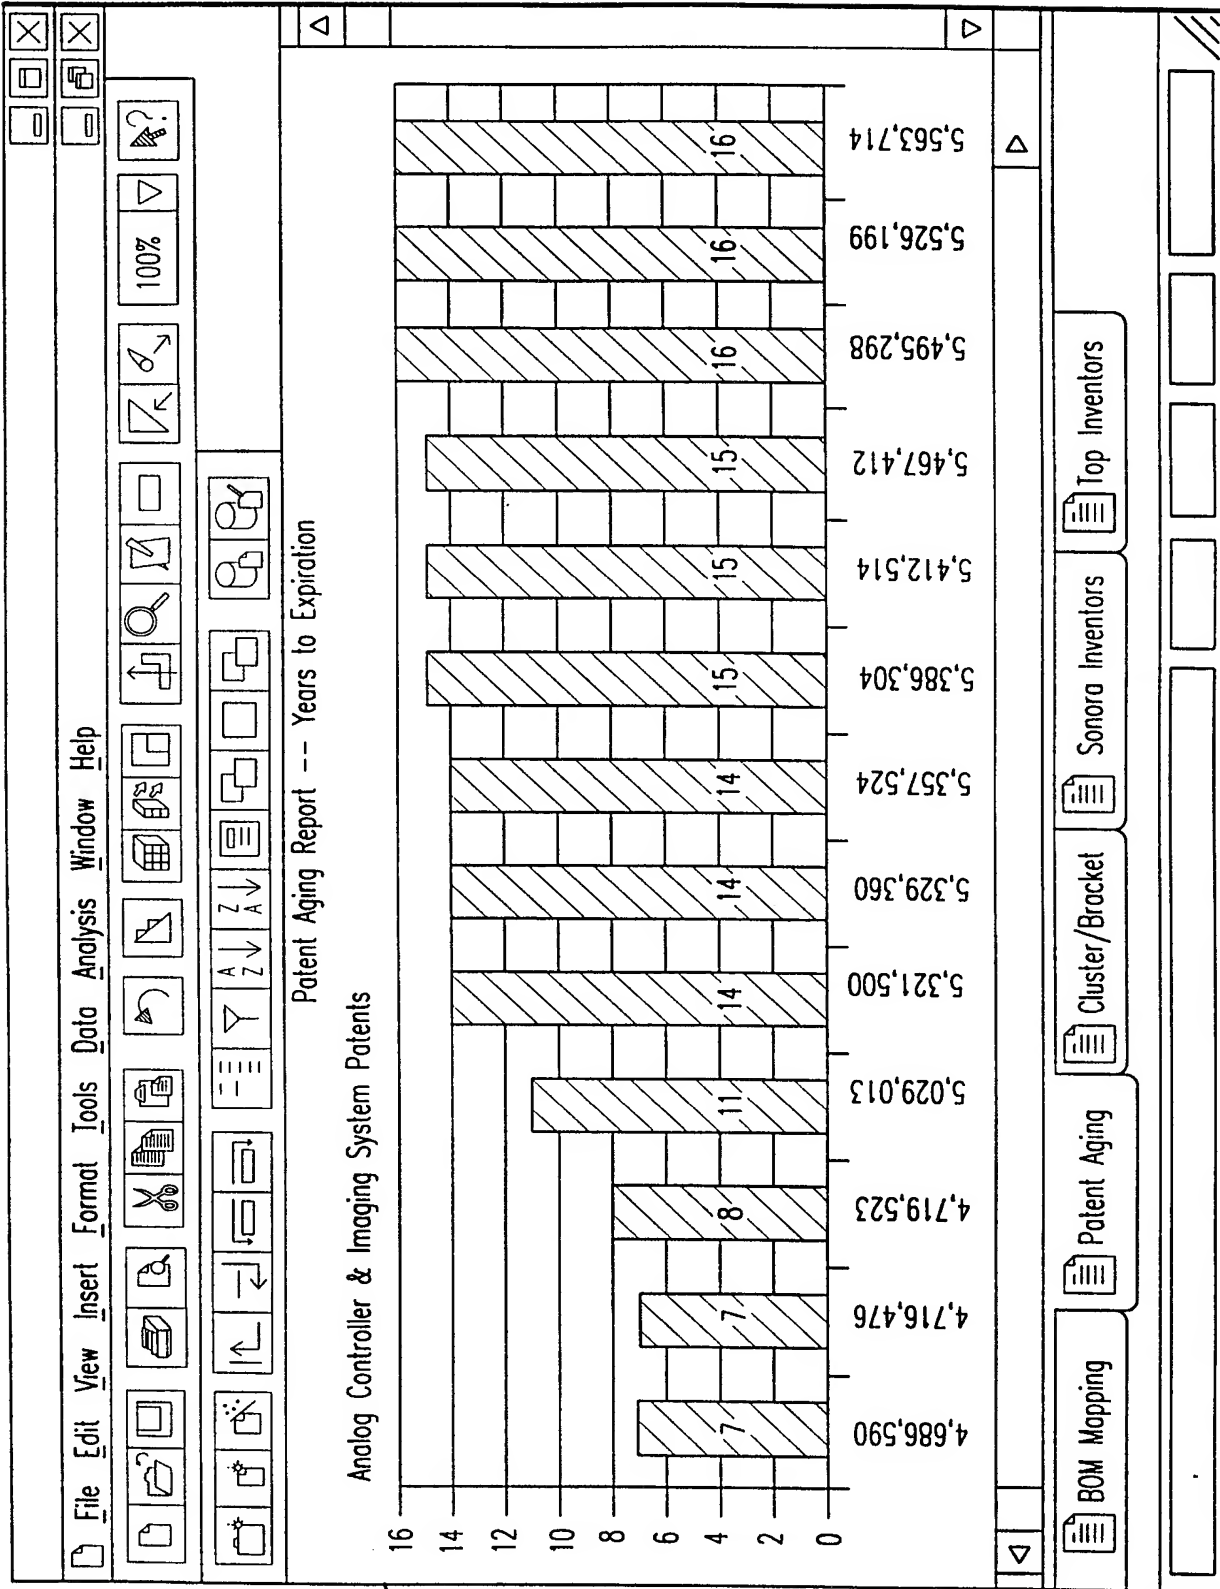 File Edit View Insert Format Tools Data Analysis Window Help
100%
?
A Z Z A
Patent Aging Report -- Years to Expiration
Analog Controller & Imaging System Patents
16
14
12
10
8
6
4
2
0
7 7 8 11 14 14 14 15 15 15 16 16 16
4,686,590 4,716,476 4,719,523 5,029,013 5,321,500 5,329,360 5,357,524 5,386,304 5,412,514 5,467,412 5,495,298 5,526,199 5,563,714
BOM Mapping Patent Aging Cluster/Bracket Sonora Inventors Top Inventors